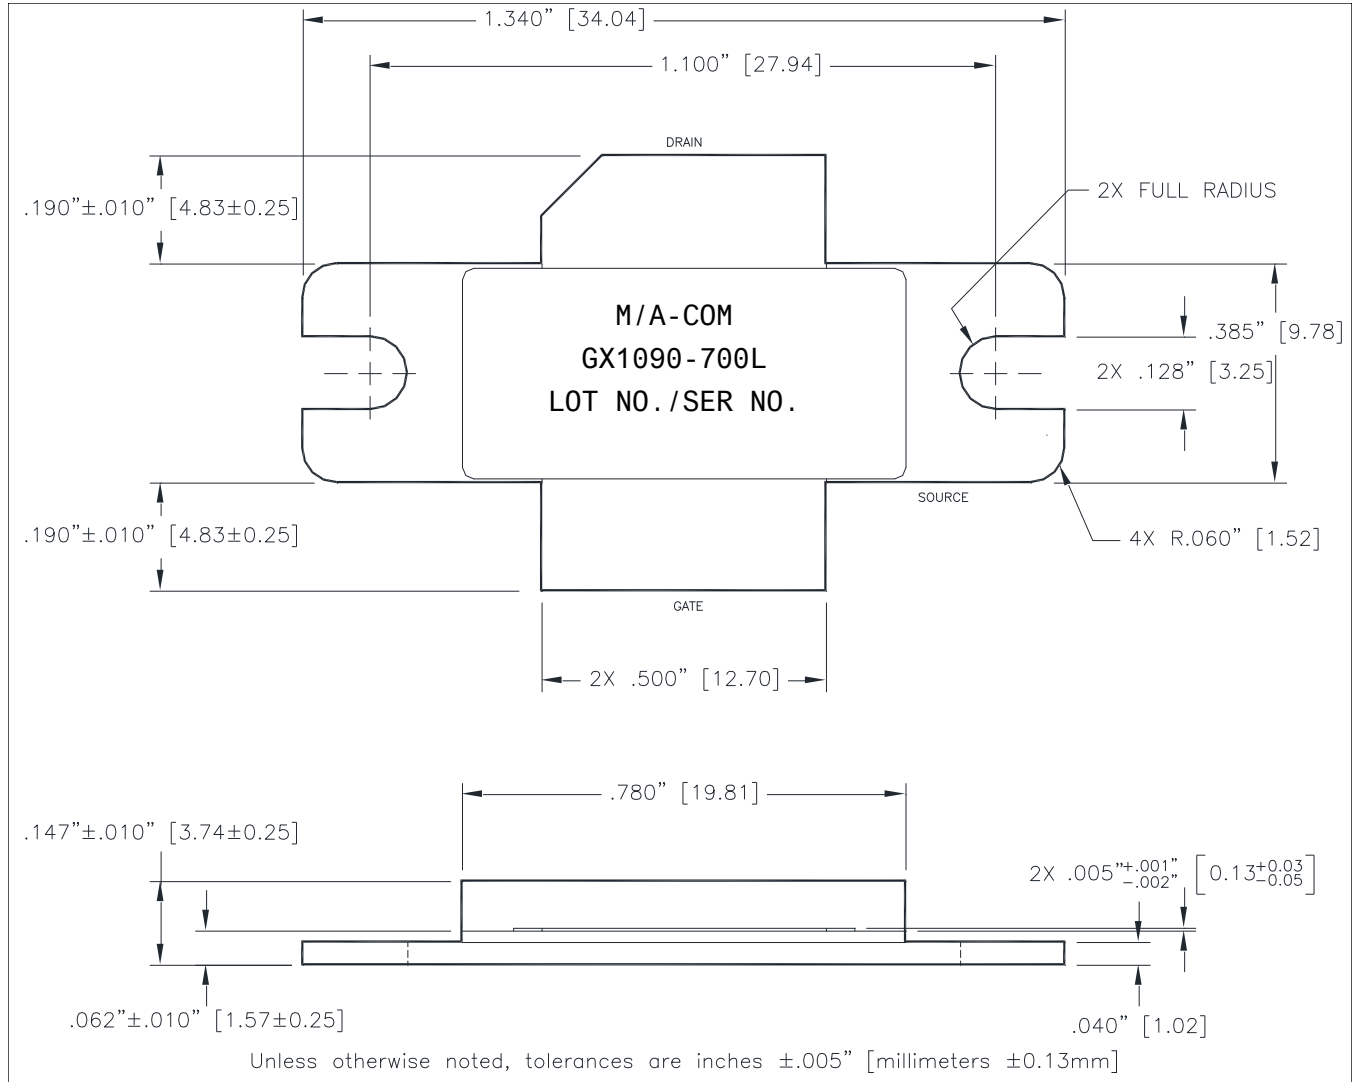 1.340” [34.04]
1.100” [27.94]
DRAIN
2X FULL RADIUS
.190”±.010” [4.83±0.25]
M/A-COM
GX1090-700L
LOT NO./SER NO.
.385” [9.78]
2X .128” [3.25]
SOURCE
.190”±.010” [4.83±0.25]
4X R.060” [1.52]
GATE
2X .500” [12.70]
.780” [19.81]
.147”±.010” [3.74±0.25]
2X .005”+.001” -.002” [0.13+0.03 -0.05]
.062”±.010” [1.57±0.25]
.040” [1.02]
Unless otherwise noted, tolerances are inches ±.005” [millimeters ±0.13mm]